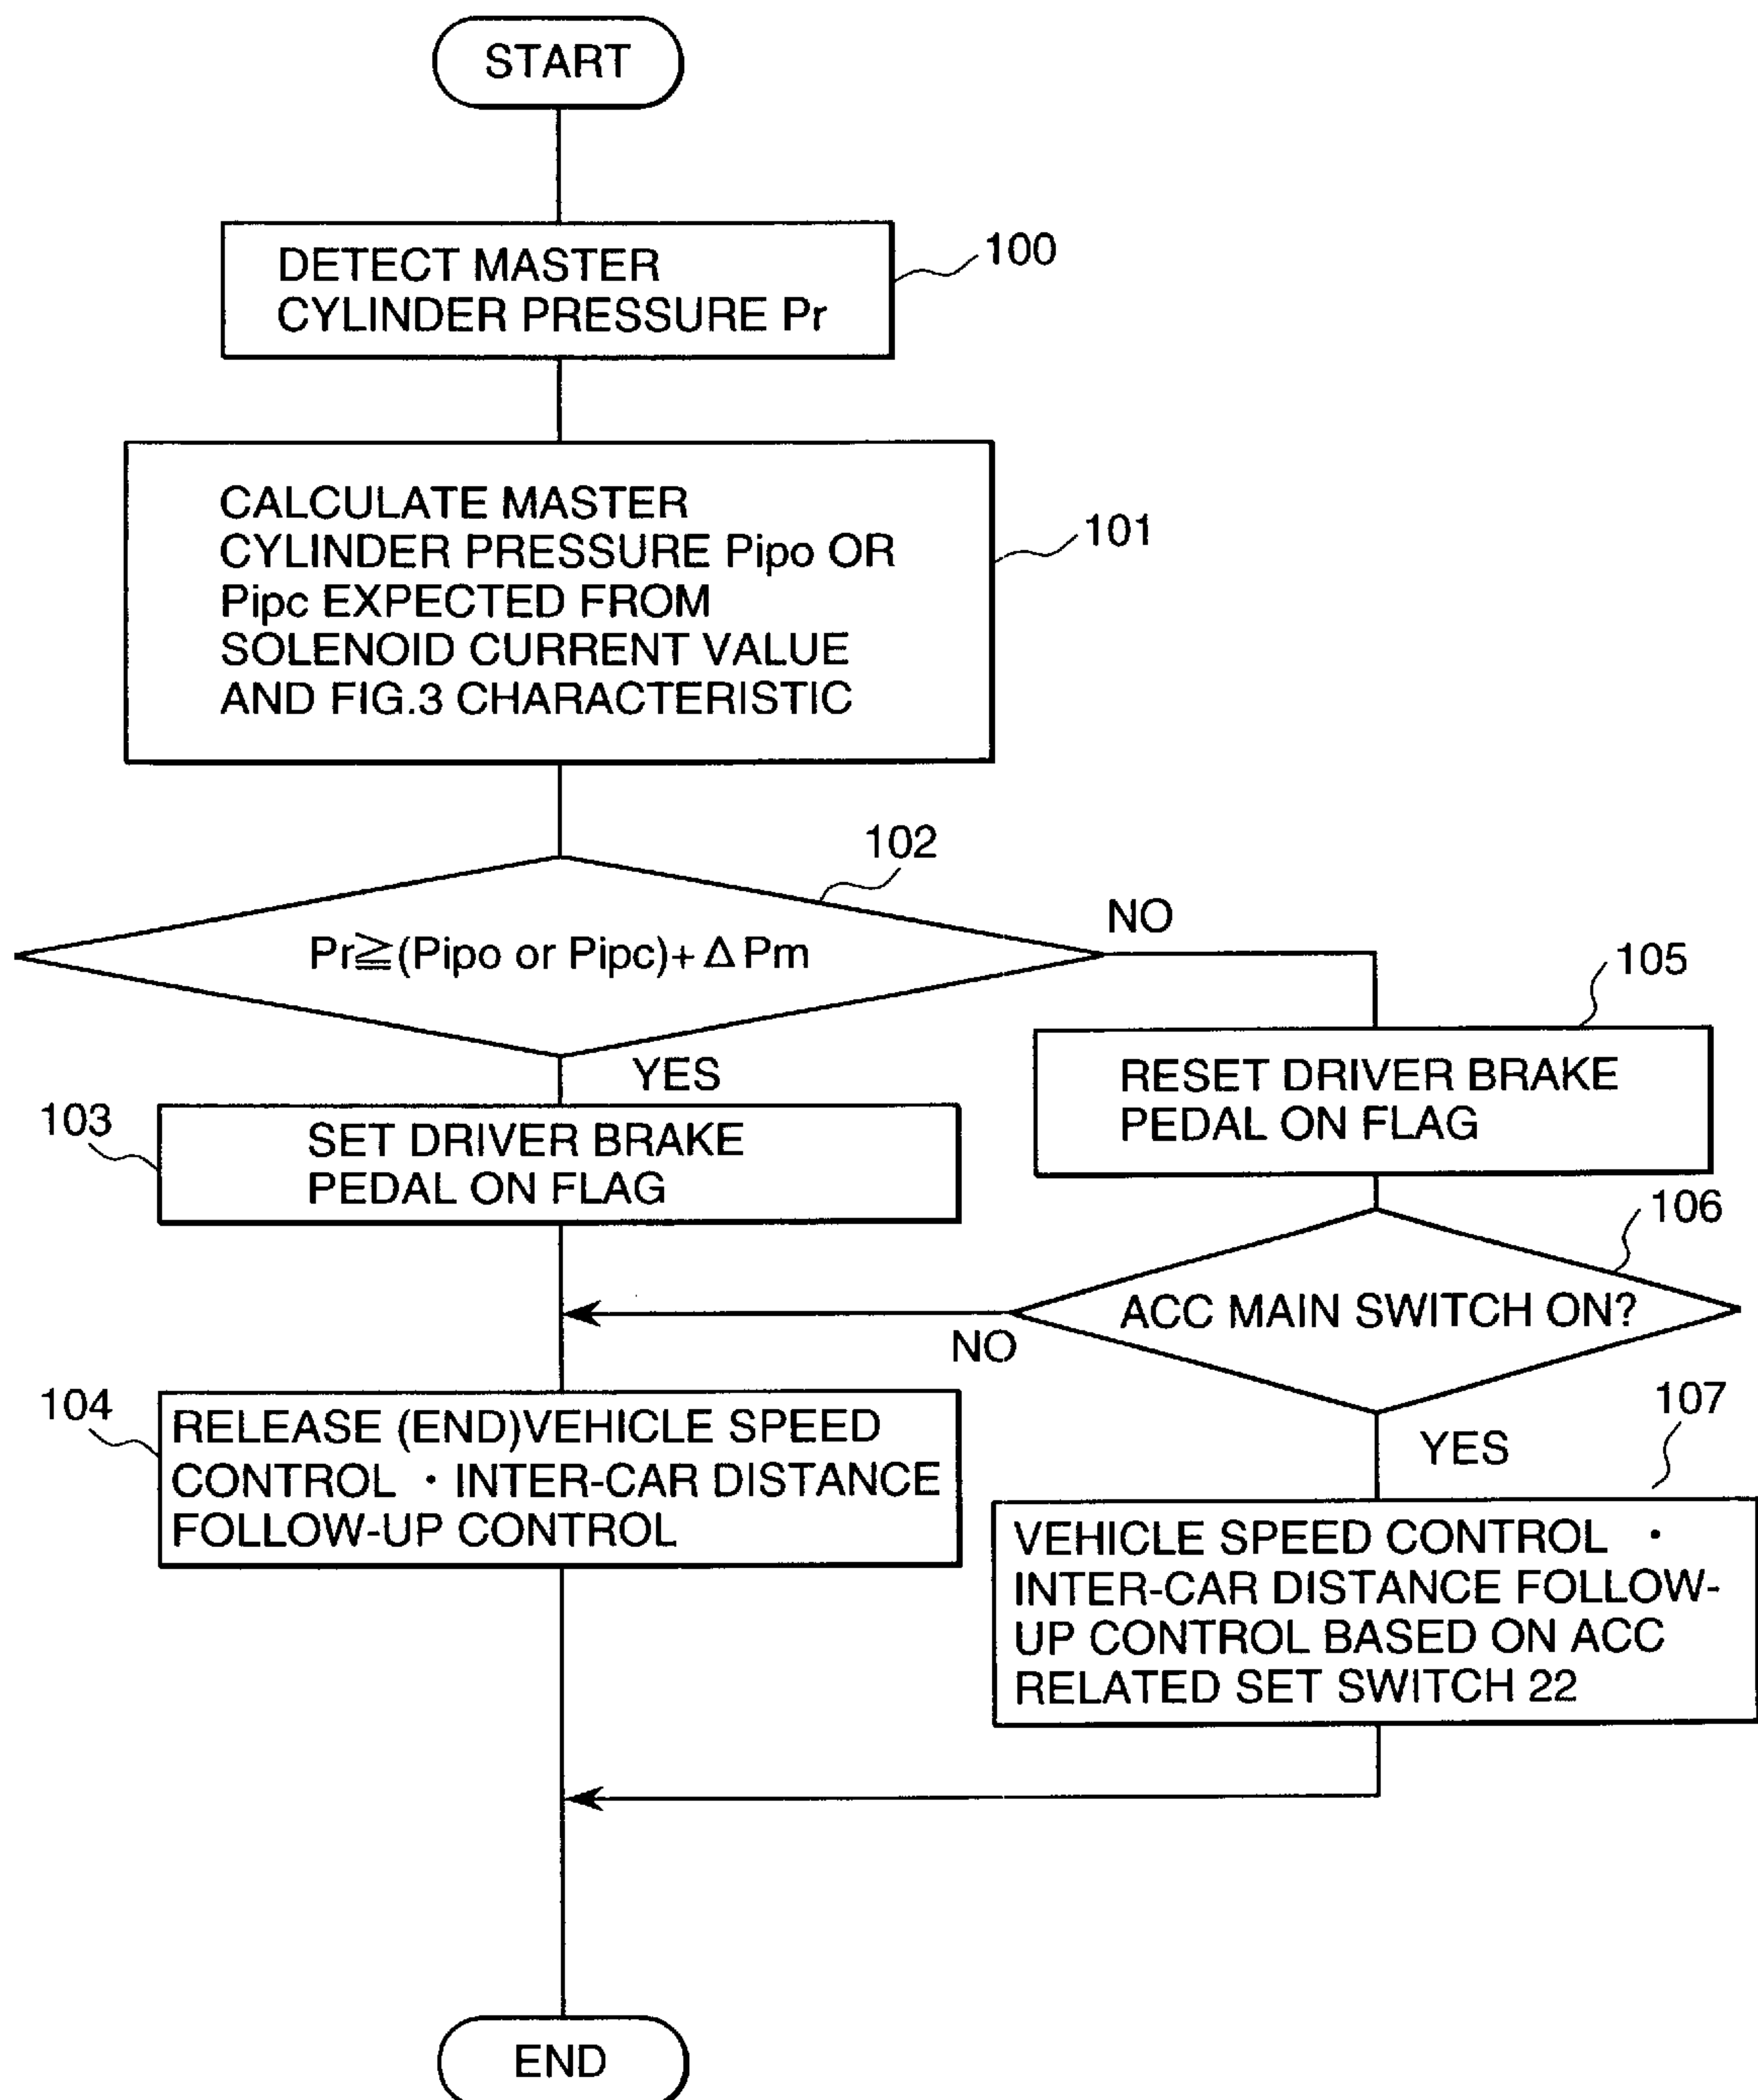 START
DETECT MASTER
CYLINDER PRESSURE Pr
100
CALCULATE MASTER
CYLINDER PRESSURE Pipo OR
Pipc EXPECTED FROM
SOLENOID CURRENT VALUE
AND FIG.3 CHARACTERISTIC
101
102
Pr≧(Pipo or Pipc)+ Δ Pm
NO
YES
105
RESET DRIVER BRAKE
PEDAL ON FLAG
103
SET DRIVER BRAKE
PEDAL ON FLAG
106
ACC MAIN SWITCH ON?
NO
YES
104
RELEASE (END)VEHICLE SPEED
CONTROL ・ INTER-CAR DISTANCE
FOLLOW-UP CONTROL
107
VEHICLE SPEED CONTROL ・
INTER-CAR DISTANCE FOLLOW-
UP CONTROL BASED ON ACC
RELATED SET SWITCH 22
END